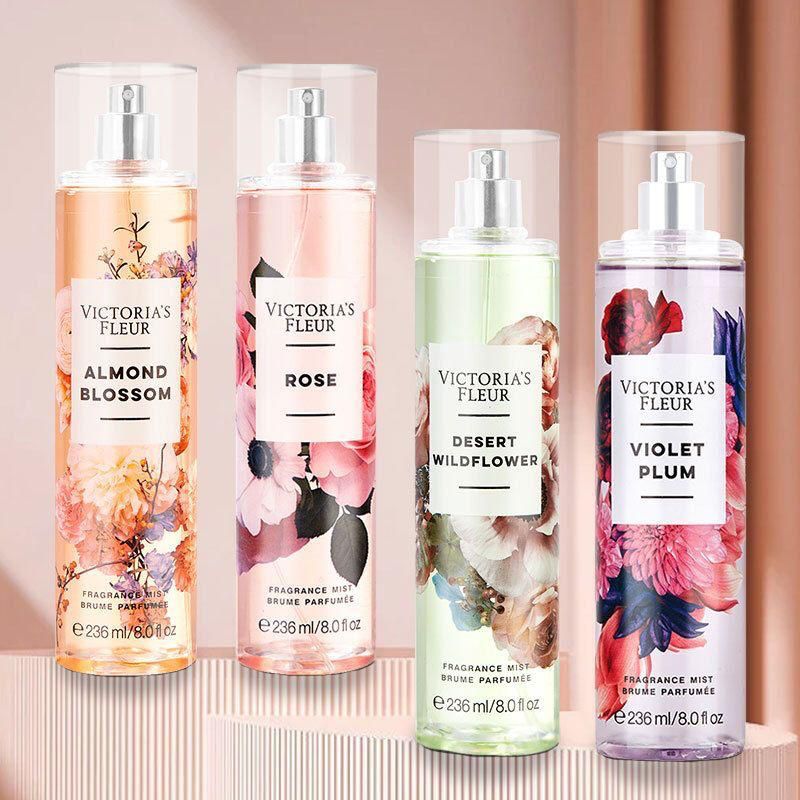 VICTORIA'S
FLEUR
ALMOND
BLOSSOM
FRAGRANCE MIST
BRUME PARFUMÉE
℮ 236 ml/8.0 fl oz
VICTORIA'S
FLEUR
ROSE
FRAGRANCE MIST
BRUME PARFUMÉE
℮ 236 ml/8.0 fl oz
VICTORIA'S
FLEUR
DESERT
WILDFLOWER
FRAGRANCE MIST
BRUME PARFUMÉE
℮ 236 ml/8.0 fl oz
VICTORIA'S
FLEUR
VIOLET
PLUM
FRAGRANCE MIST
BRUME PARFUMÉE
℮ 236 ml/8.0 fl oz